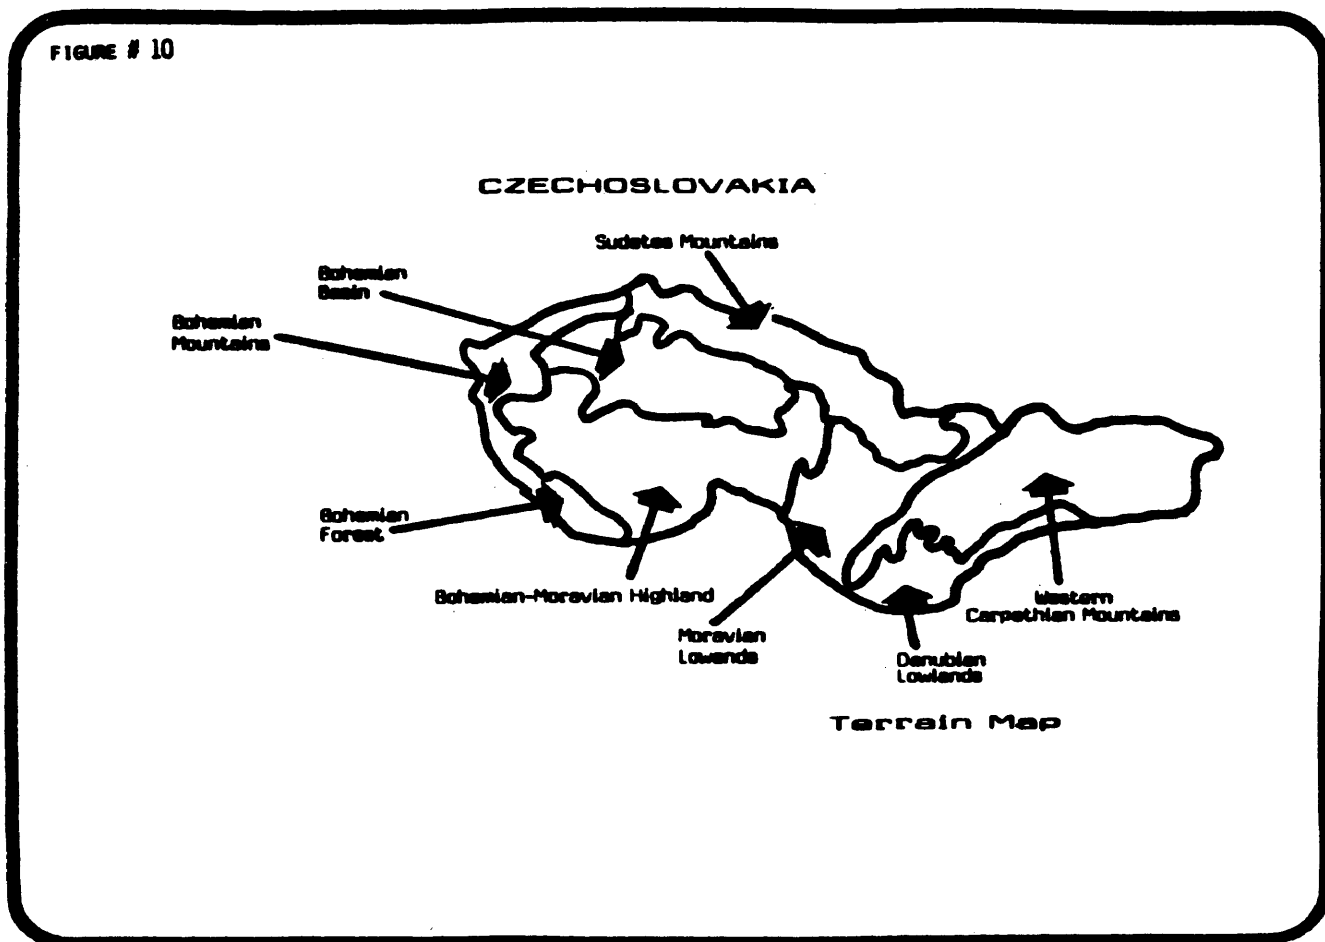 FIGURE # 10
CZECHOSLOVAKIA
Sudetes Mountains
Bohemian
Basin
Bohemian
Mountains
Bohemian
Forest
Bohemian-Moravian Highland
Moravian
Lowands
Danubian
Lowlands
Western
Carpathian Mountains
Terrain Map